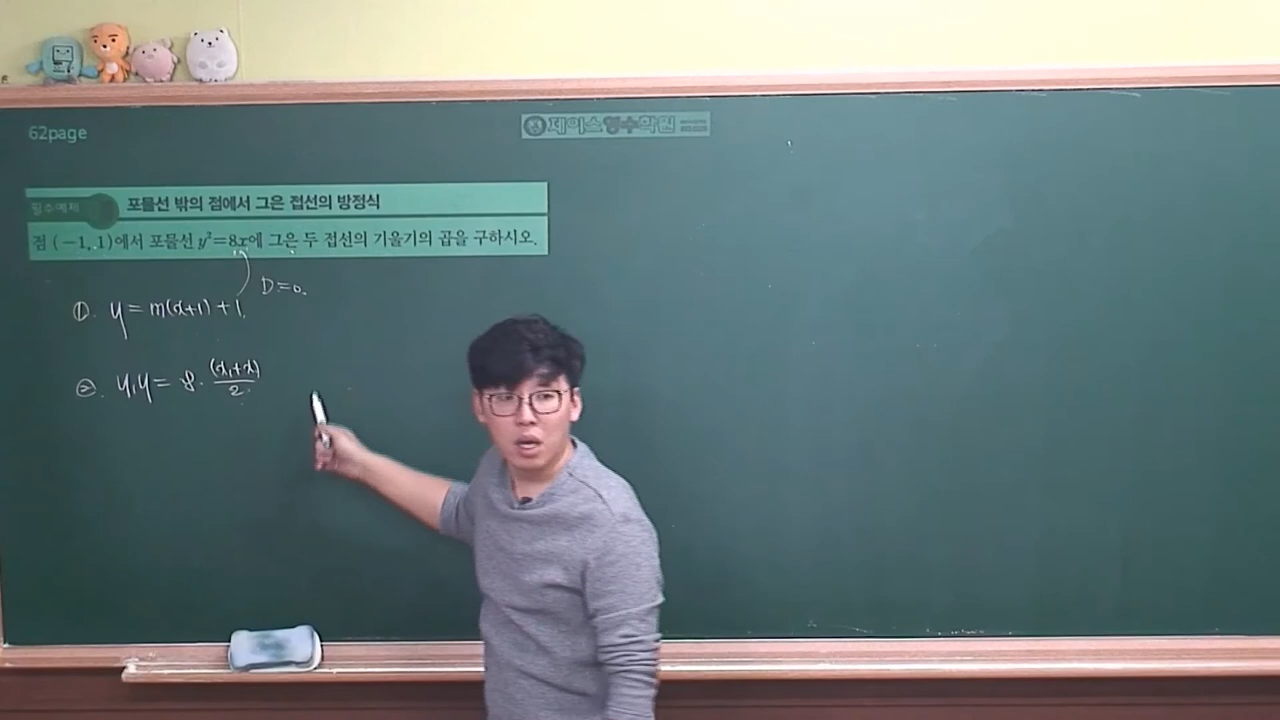 62page
제이스영수학원
필수예제
포물선 밖의 점에서 그은 접선의 방정식
점 (−1, 1)에서 포물선 y²=8x에 그은 두 접선의 기울기의 곱을 구하시오.
D=0.
①. y=m(x+1)+1.
②. y₁y=8·(x₁+x)/2